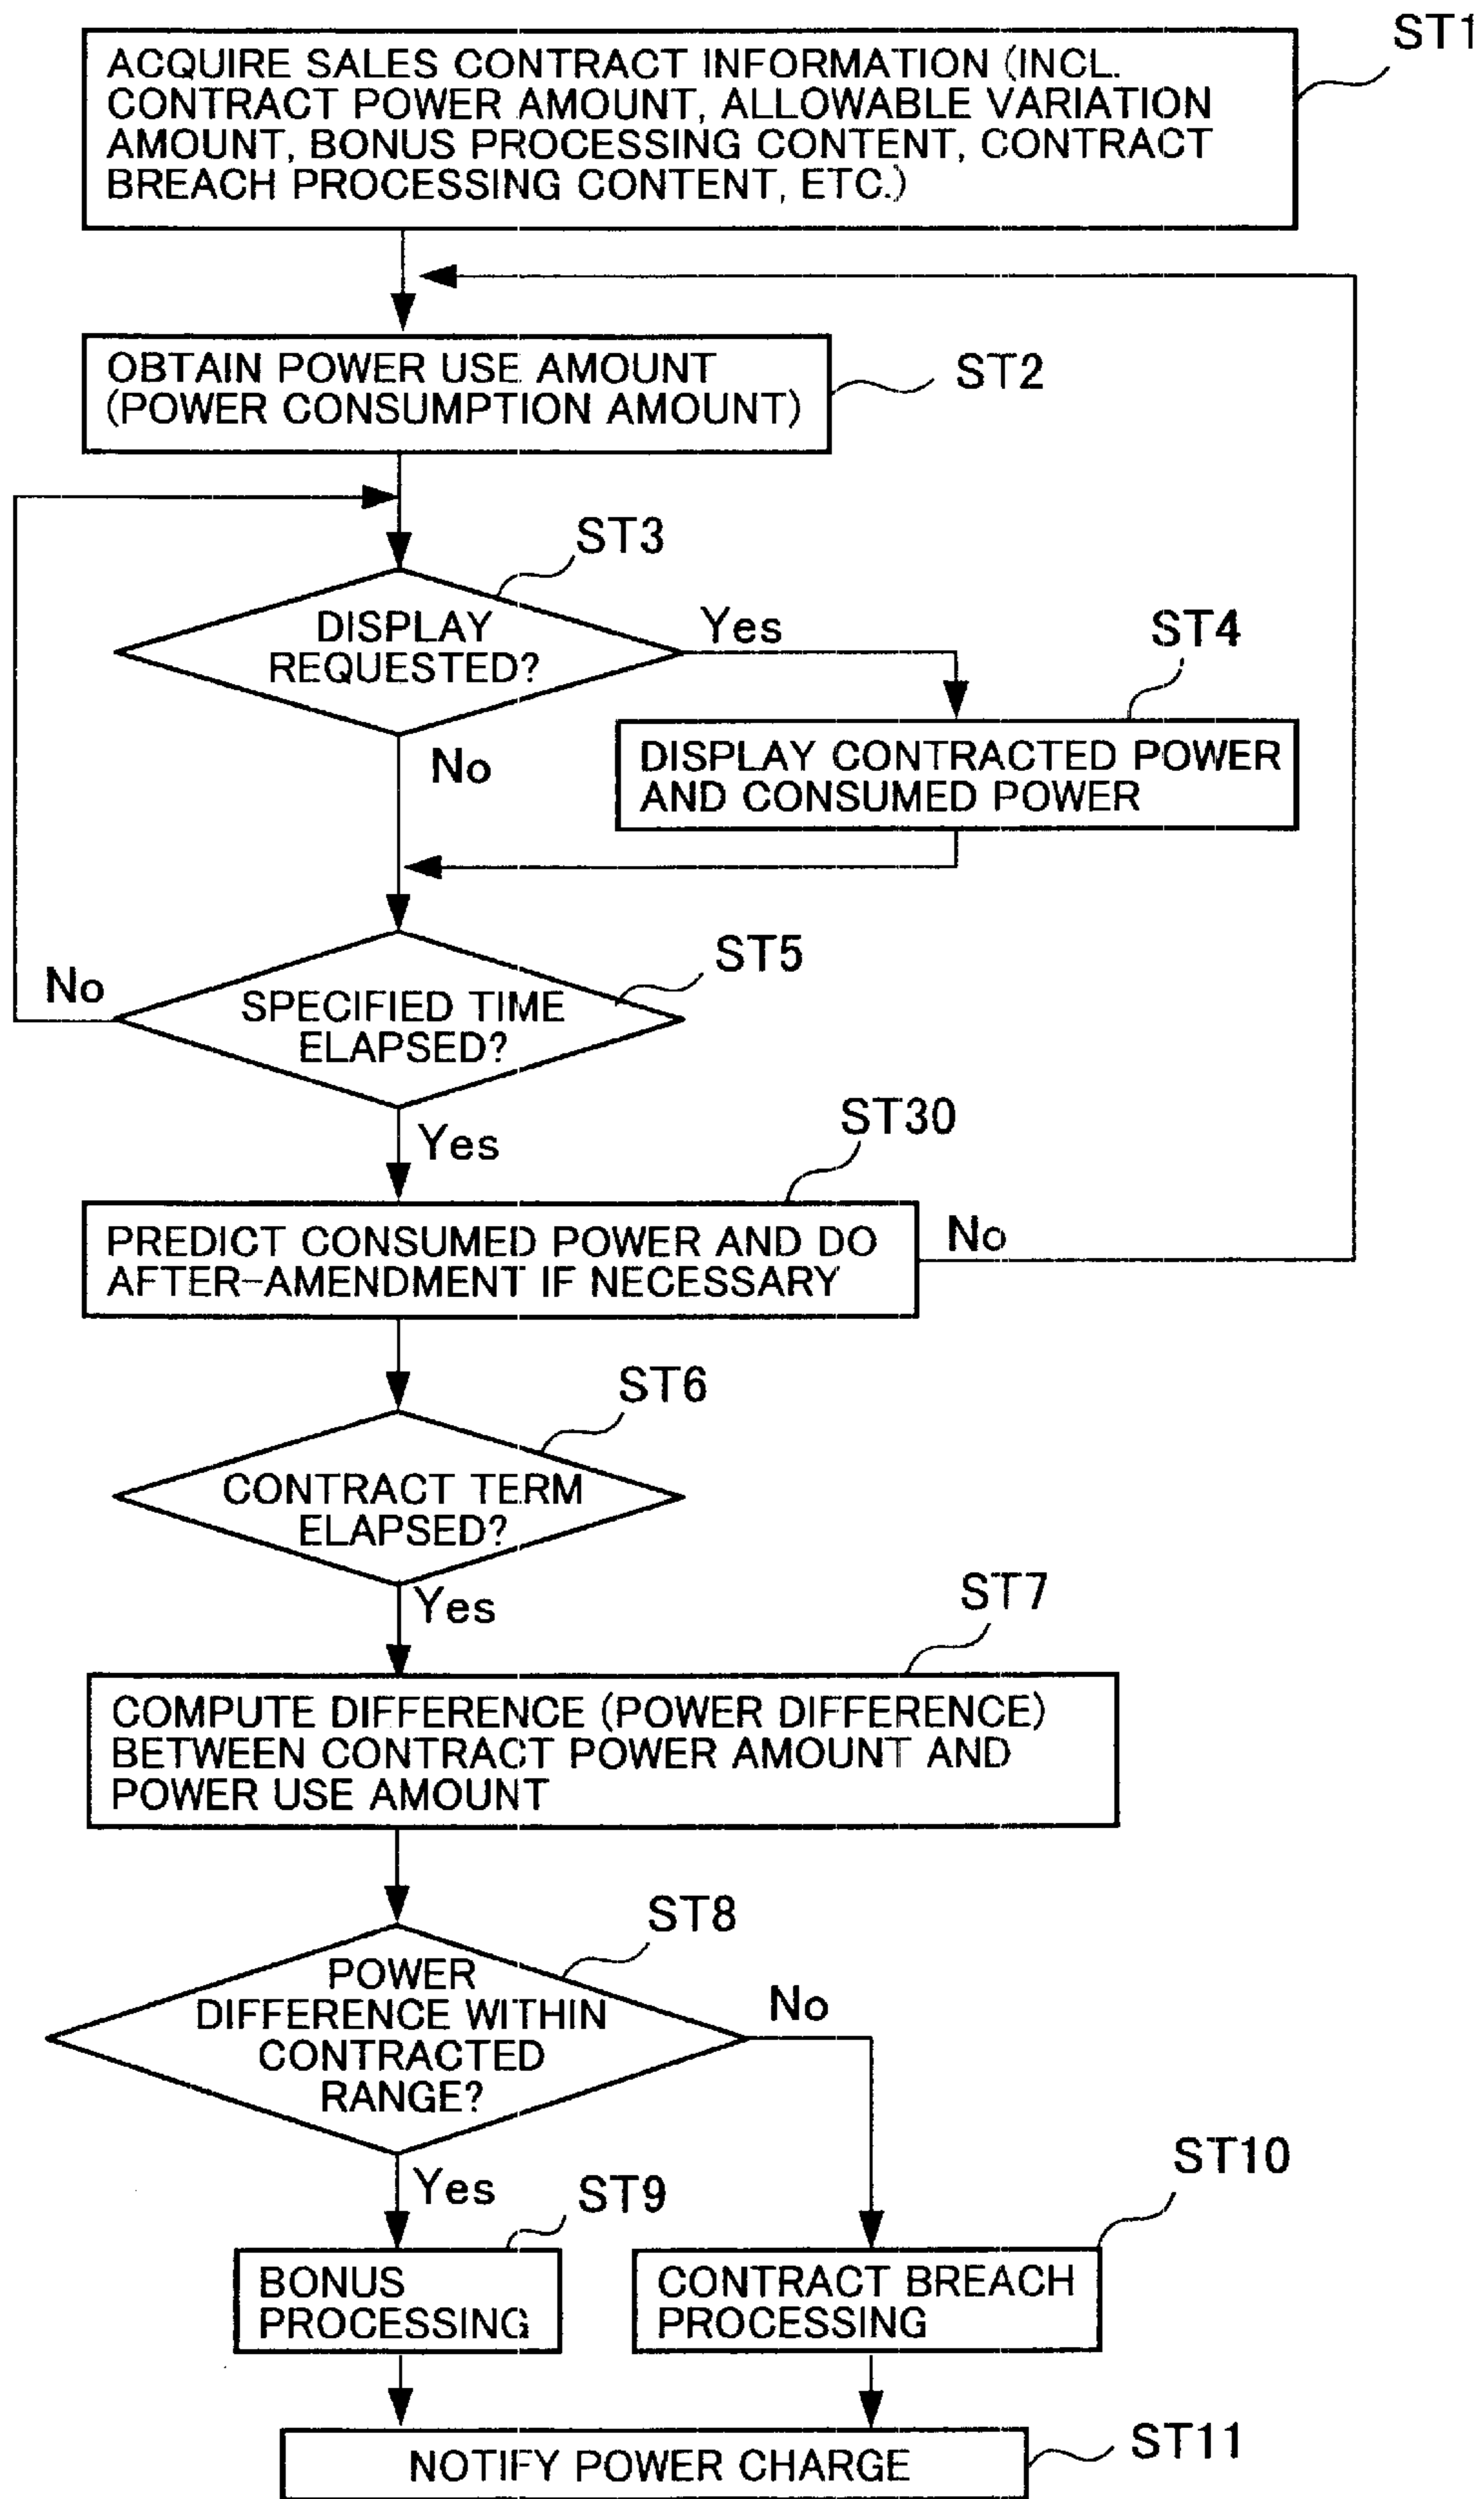 ST1
ACQUIRE SALES CONTRACT INFORMATION (INCL.
CONTRACT POWER AMOUNT, ALLOWABLE VARIATION
AMOUNT, BONUS PROCESSING CONTENT, CONTRACT
BREACH PROCESSING CONTENT, ETC.)
OBTAIN POWER USE AMOUNT
(POWER CONSUMPTION AMOUNT)
ST2
ST3
DISPLAY
REQUESTED?
Yes
ST4
No
DISPLAY CONTRACTED POWER
AND CONSUMED POWER
ST5
No
SPECIFIED TIME
ELAPSED?
Yes
ST30
PREDICT CONSUMED POWER AND DO
AFTER-AMENDMENT IF NECESSARY
No
ST6
CONTRACT TERM
ELAPSED?
Yes
ST7
COMPUTE DIFFERENCE (POWER DIFFERENCE)
BETWEEN CONTRACT POWER AMOUNT AND
POWER USE AMOUNT
ST8
POWER
DIFFERENCE WITHIN
CONTRACTED
RANGE?
No
Yes
ST9
ST10
BONUS
PROCESSING
CONTRACT BREACH
PROCESSING
NOTIFY POWER CHARGE
ST11